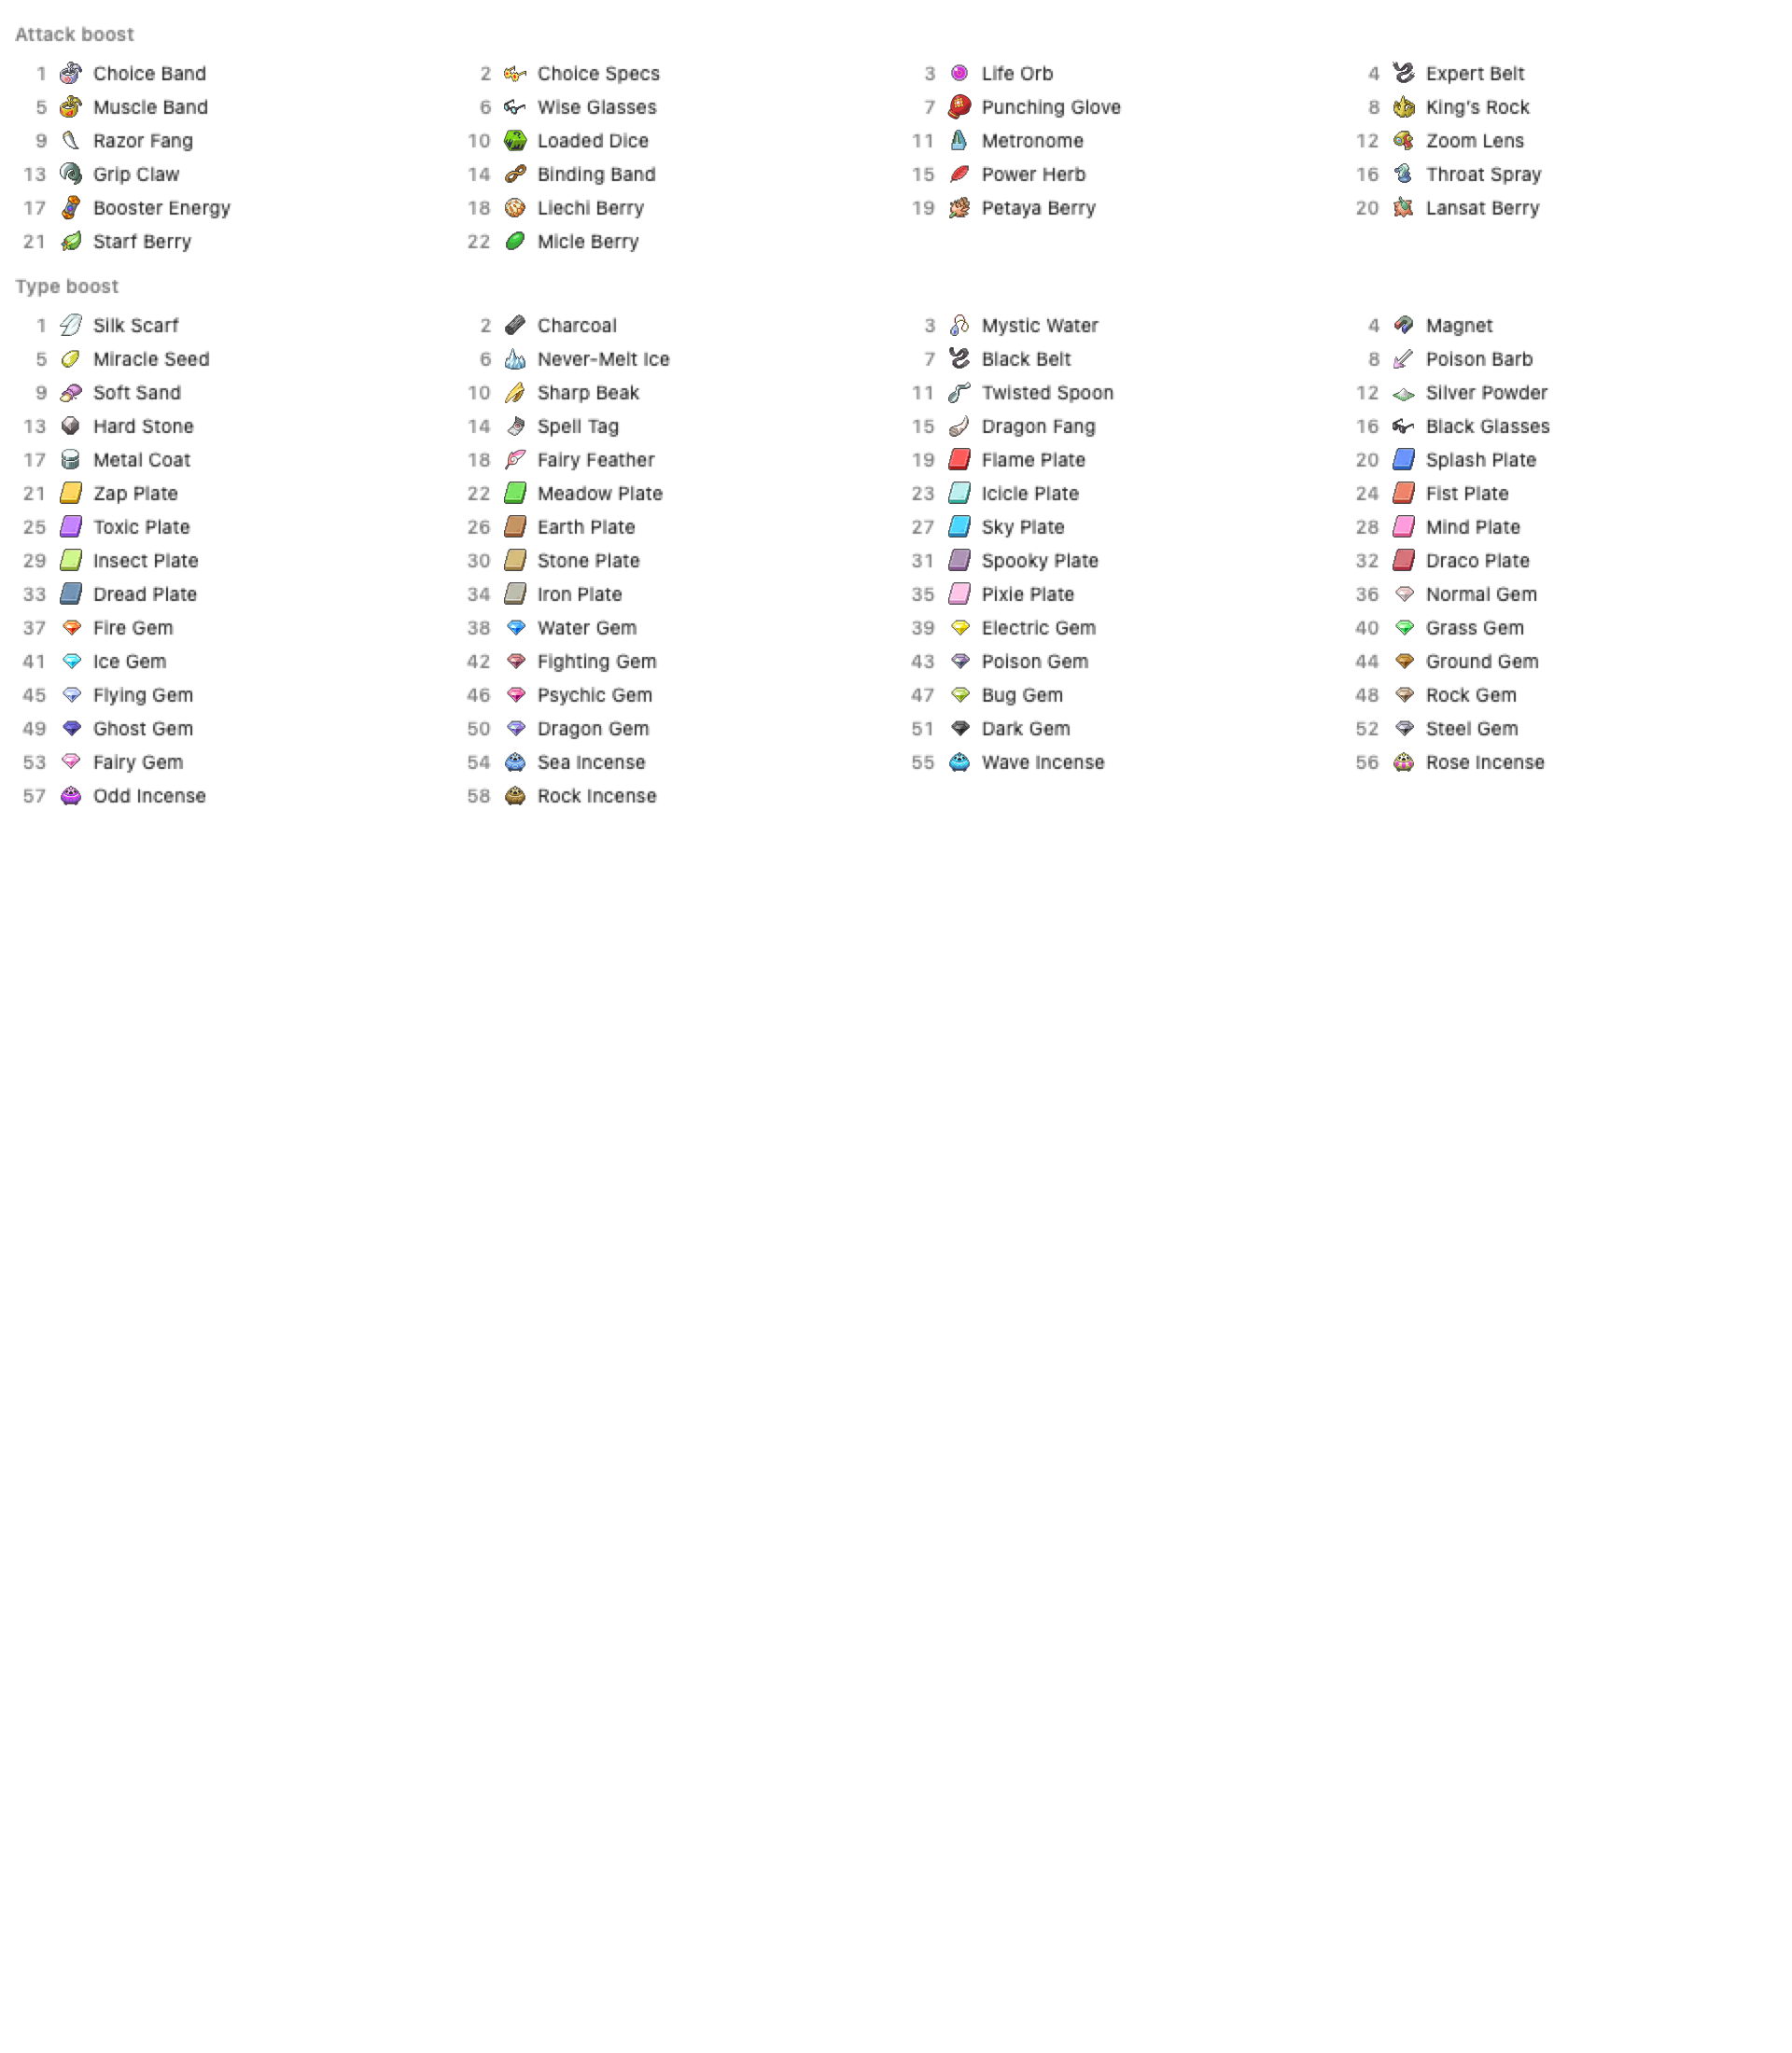 Attack boost
1 Choice Band 2 Choice Specs 3 Life Orb 4 Expert Belt
5 Muscle Band 6 Wise Glasses 7 Punching Glove 8 King's Rock
9 Razor Fang 10 Loaded Dice 11 Metronome 12 Zoom Lens
13 Grip Claw 14 Binding Band 15 Power Herb 16 Throat Spray
17 Booster Energy 18 Liechi Berry 19 Petaya Berry 20 Lansat Berry
21 Starf Berry 22 Micle Berry
Type boost
1 Silk Scarf 2 Charcoal 3 Mystic Water 4 Magnet
5 Miracle Seed 6 Never-Melt Ice 7 Black Belt 8 Poison Barb
9 Soft Sand 10 Sharp Beak 11 Twisted Spoon 12 Silver Powder
13 Hard Stone 14 Spell Tag 15 Dragon Fang 16 Black Glasses
17 Metal Coat 18 Fairy Feather 19 Flame Plate 20 Splash Plate
21 Zap Plate 22 Meadow Plate 23 Icicle Plate 24 Fist Plate
25 Toxic Plate 26 Earth Plate 27 Sky Plate 28 Mind Plate
29 Insect Plate 30 Stone Plate 31 Spooky Plate 32 Draco Plate
33 Dread Plate 34 Iron Plate 35 Pixie Plate 36 Normal Gem
37 Fire Gem 38 Water Gem 39 Electric Gem 40 Grass Gem
41 Ice Gem 42 Fighting Gem 43 Poison Gem 44 Ground Gem
45 Flying Gem 46 Psychic Gem 47 Bug Gem 48 Rock Gem
49 Ghost Gem 50 Dragon Gem 51 Dark Gem 52 Steel Gem
53 Fairy Gem 54 Sea Incense 55 Wave Incense 56 Rose Incense
57 Odd Incense 58 Rock Incense